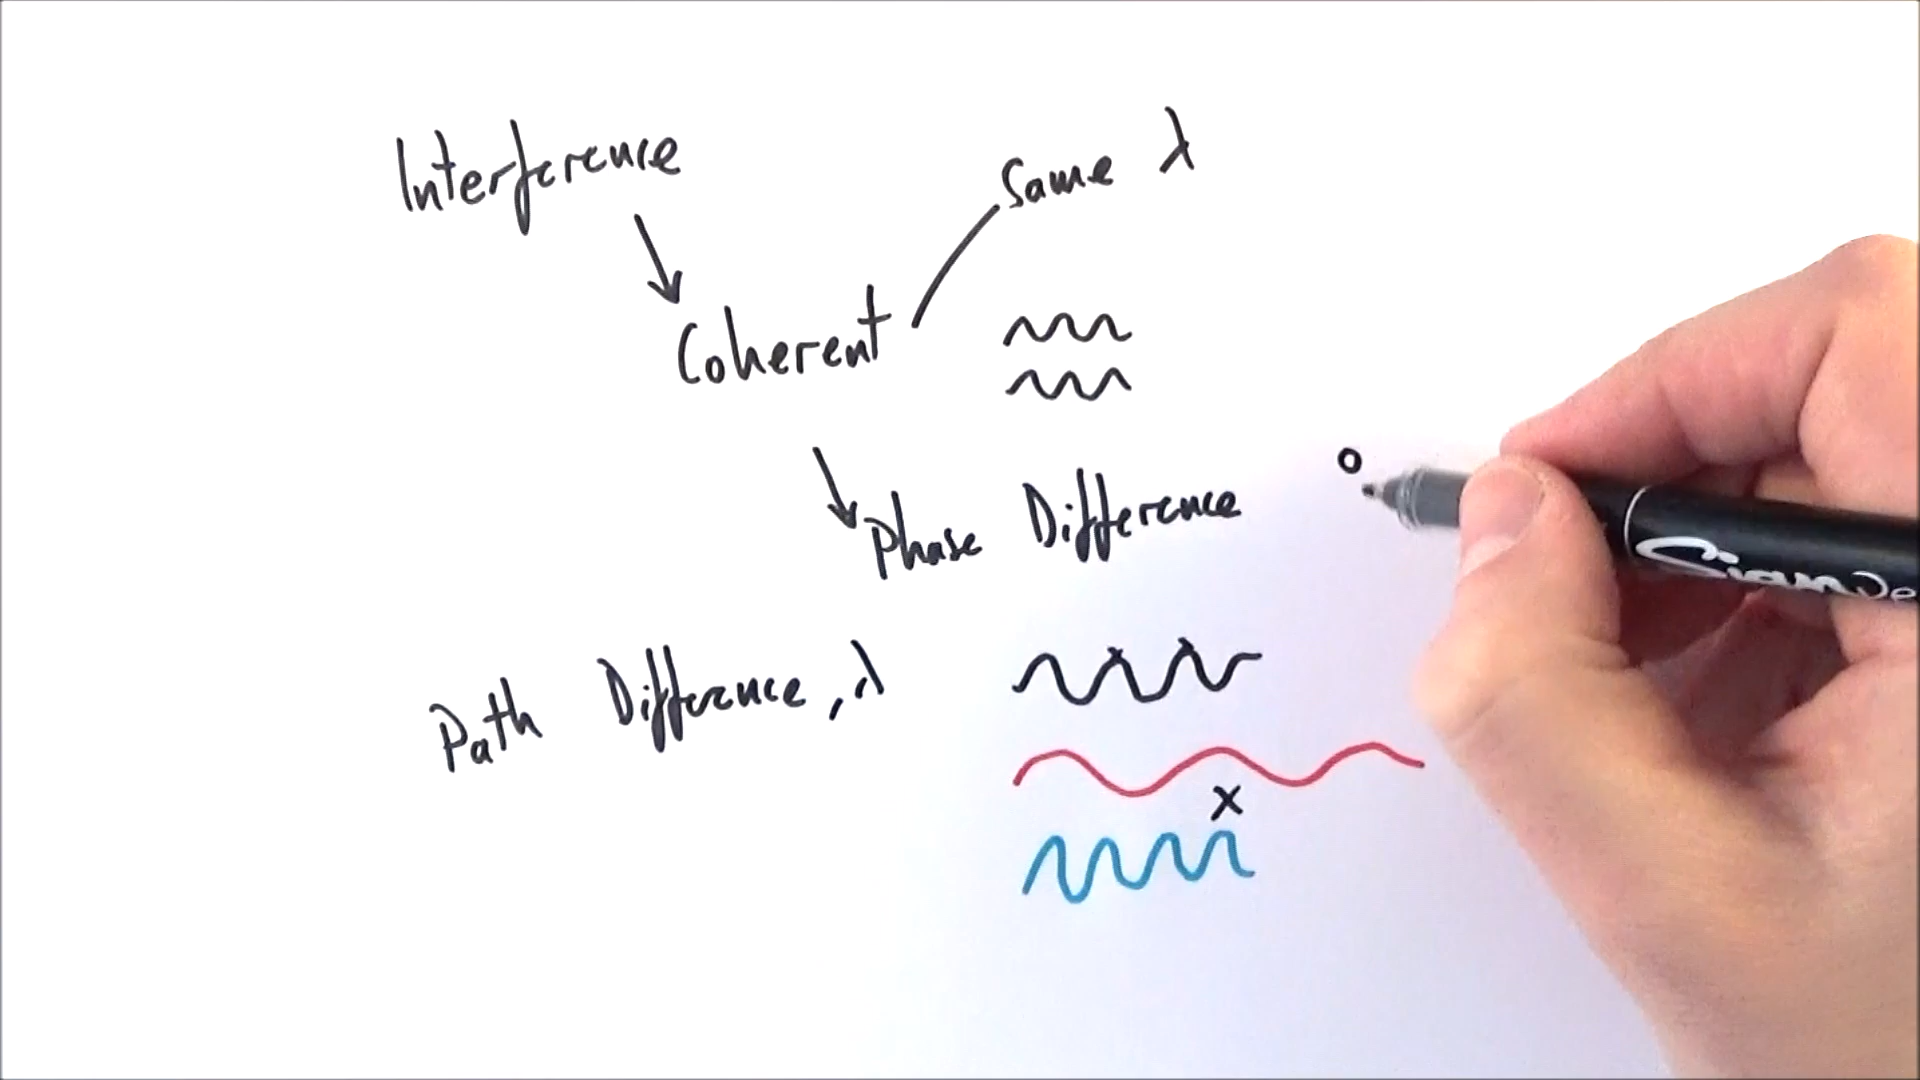 Interference
Same λ
Coherent
Phase Difference
o
Path Difference, λ
x